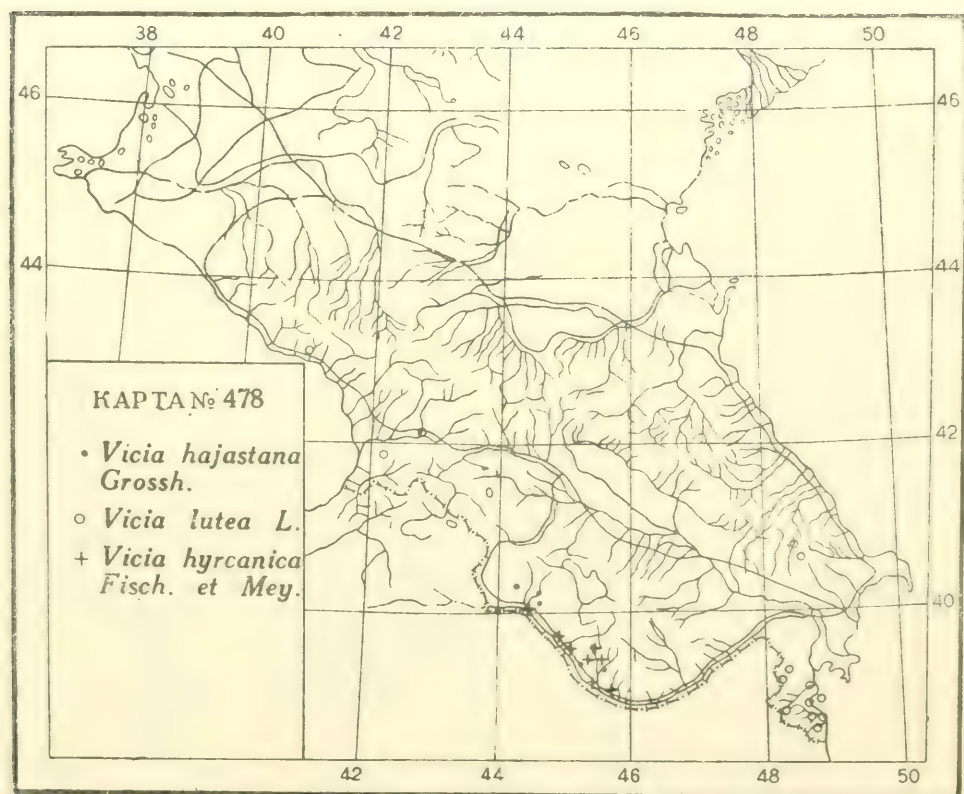 38 40 42 44 46 48 50
46 46
44 44
КАРТА № 478
42
• Vicia hajastana
Grossh.
○ Vicia lutea L.
+ Vicia hyrcanica
Fisch. et Mey.
40
42 44 46 48 50